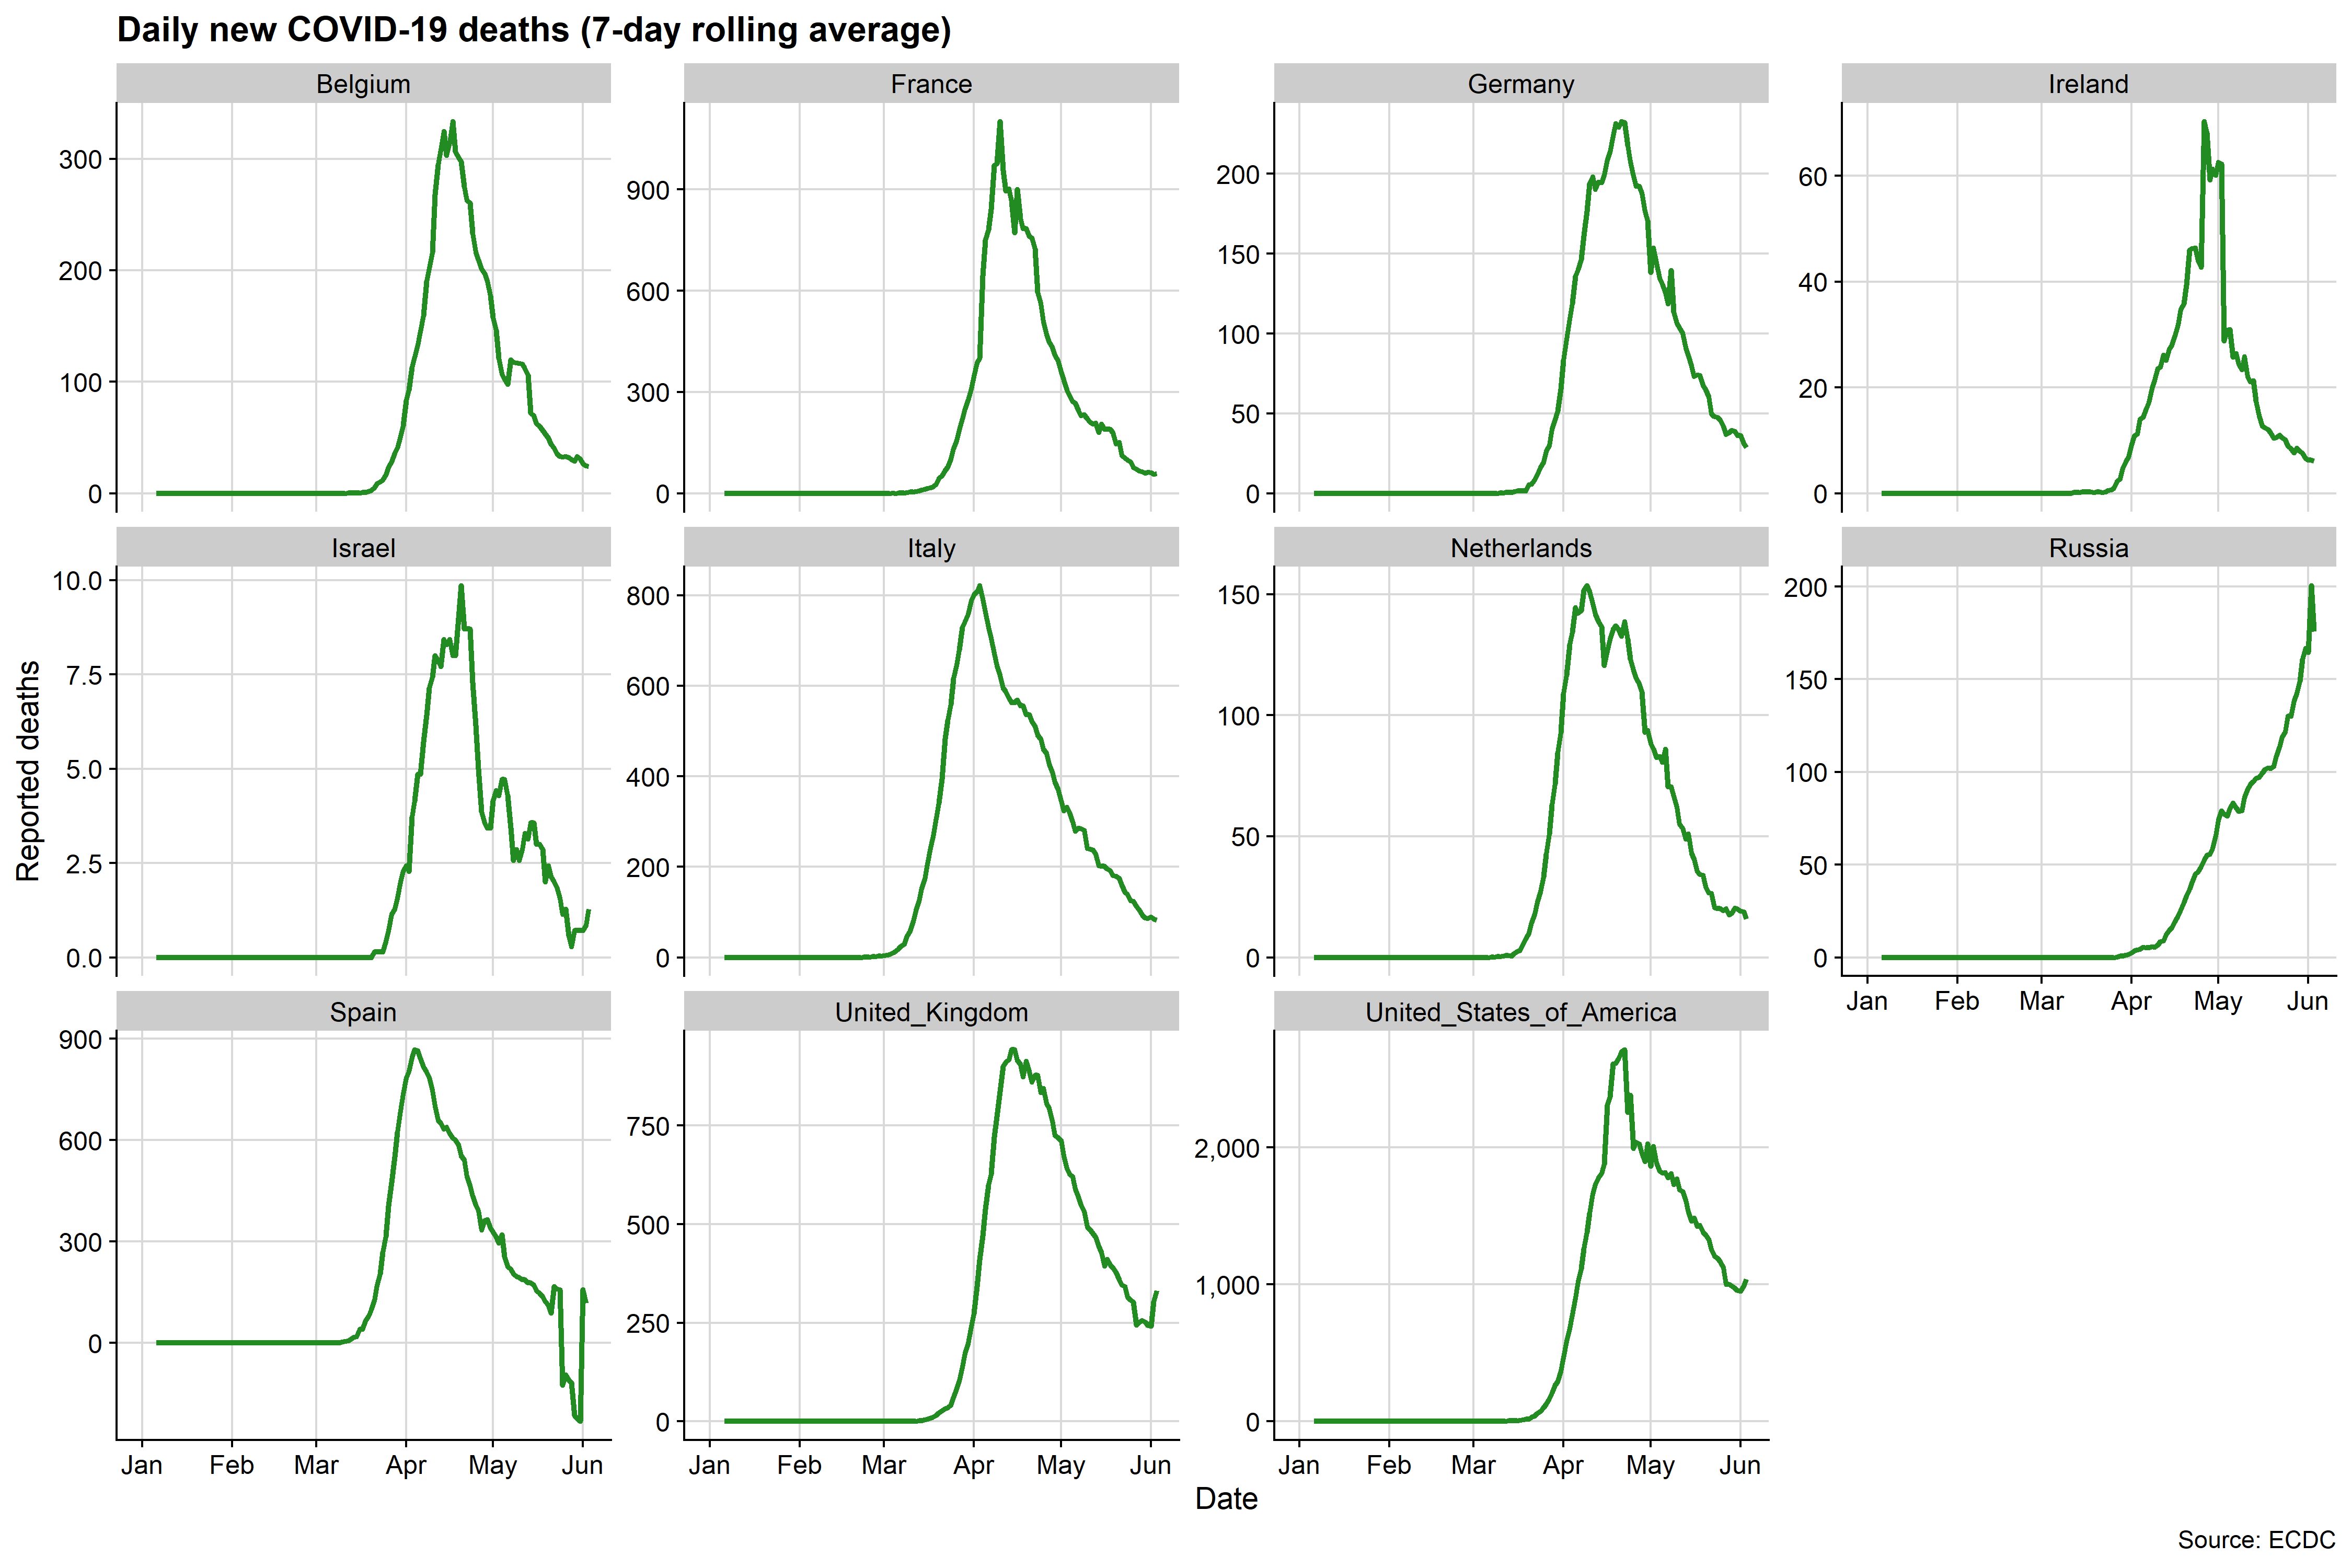 Daily new COVID-19 deaths (7-day rolling average)
Belgium
France
Germany
Ireland
300
200
100
0
900
600
300
0
200
150
100
50
0
60
40
20
0
Israel
Italy
Netherlands
Russia
10.0
7.5
5.0
2.5
0.0
800
600
400
200
0
150
100
50
0
200
150
100
50
0
Jan Feb Mar Apr May Jun
Spain
United_Kingdom
United_States_of_America
900
600
300
0
750
500
250
0
2,000
1,000
0
Jan Feb Mar Apr May Jun
Jan Feb Mar Apr May Jun
Jan Feb Mar Apr May Jun
Reported deaths
Date
Source: ECDC